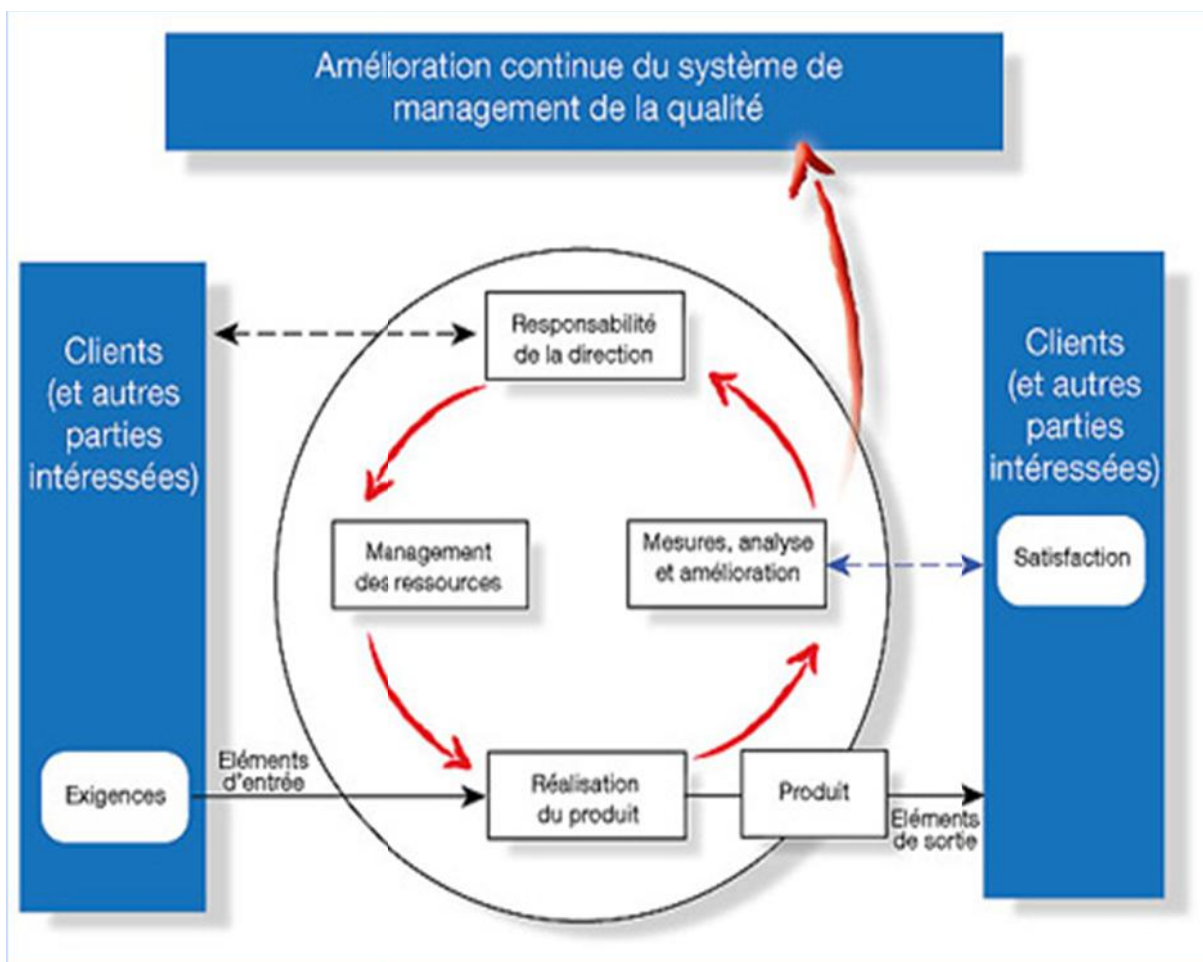 Amélioration continue du système de
management de la qualité
Clients
(et autres
parties
intéressées)
Exigences
Eléments
d'entrée
Responsabilité
de la direction
Management
des ressources
Mesures, analyse
et amélioration
Réalisation
du produit
Produit
Eléments
de sortie
Clients
(et autres
parties
intéressées)
Satisfaction